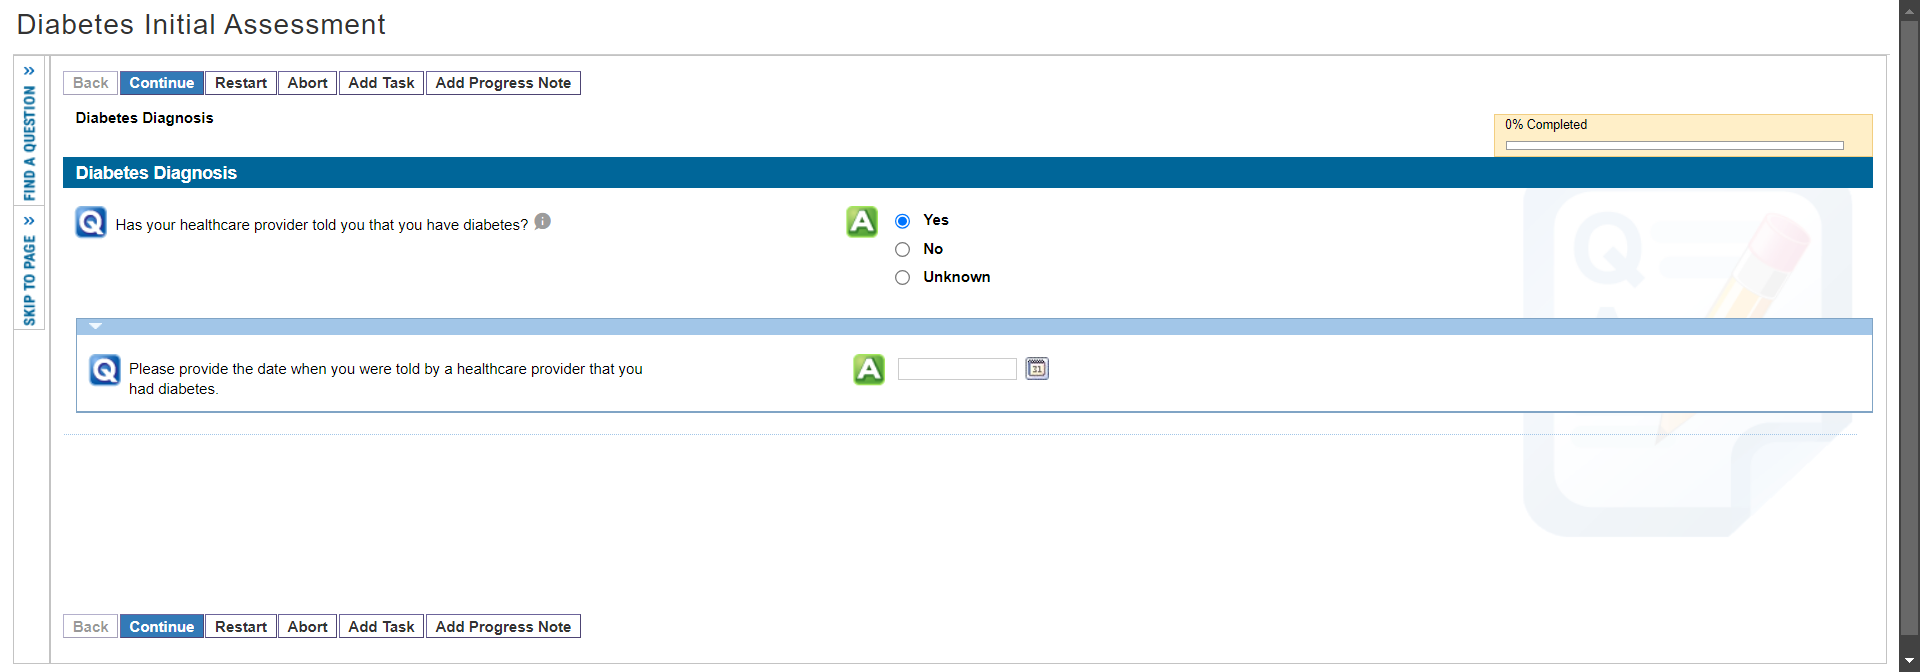 Diabetes Initial Assessment
FIND A QUESTION
SKIP TO PAGE
Back Continue Restart Abort Add Task Add Progress Note
Diabetes Diagnosis
0% Completed
Diabetes Diagnosis
Q Has your healthcare provider told you that you have diabetes? i
A Yes
No
Unknown
Q Please provide the date when you were told by a healthcare provider that you
had diabetes.
A 31
Back Continue Restart Abort Add Task Add Progress Note